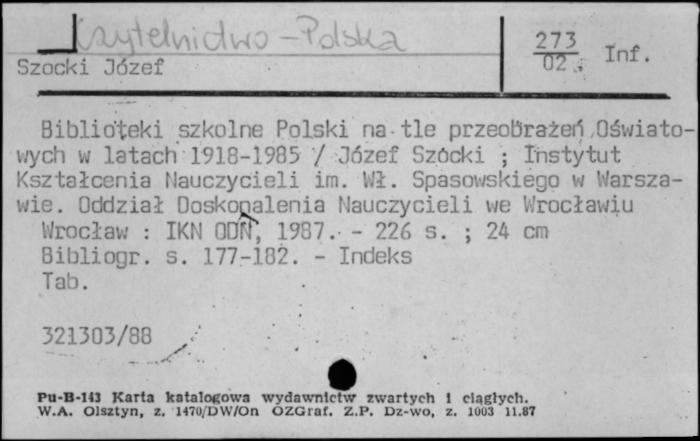 Czytelnictwo - Polska
273
02 Inf.
Szocki Józef
Biblioteki szkolne Polski na tle przeobrażeń Oświato-
wych w latach 1918-1985 / Józef Szocki ; Instytut
Kształcenia Nauczycieli im. Wł. Spasowskiego w Warsza-
wie. Oddział Doskonalenia Nauczycieli we Wrocławiu
Wrocław : IKN ODN, 1987. - 226 s. ; 24 cm
Bibliogr. s. 177-182. - Indeks
Tab.
321303/88
Pu-B-143 Karta katalogowa wydawnictw zwartych i ciągłych.
W.A. Olsztyn, z. 1470/DW/On OZGraf. Z.P. Dz-wo, z. 1003 11.87